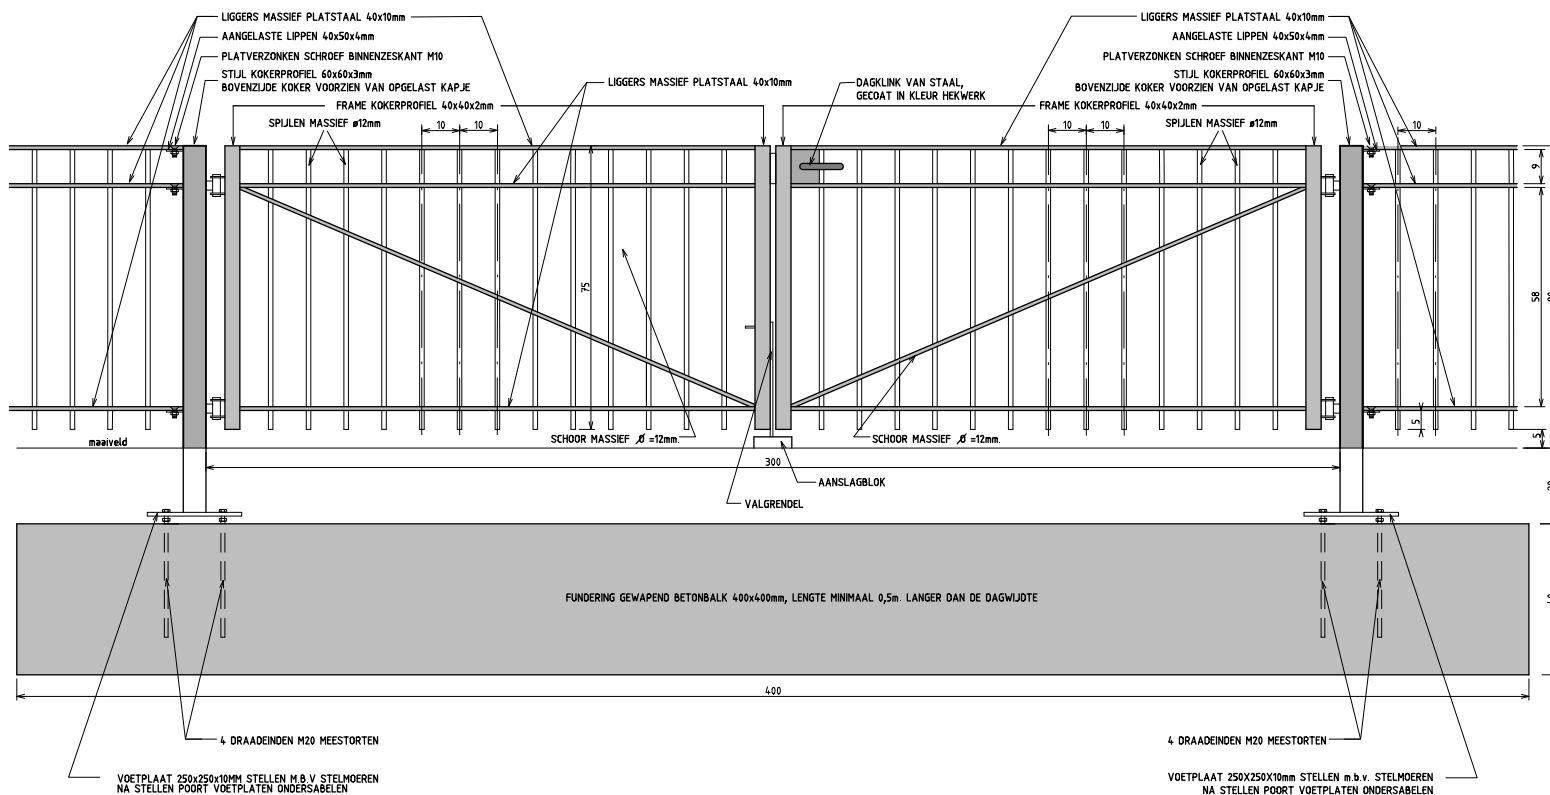 LIGGERS MASSIEF PLATSTAAL 40x10mm
AANGELASTE LIPPEN 40x50x4mm
PLATVERZONKEN SCHROEF BINNENZESKANT M10
STIJL KOKERPROFIEL 60x60x3mm
BOVENZIJDE KOKER VOORZIEN VAN OPGELAST KAPJE
FRAME KOKERPROFIEL 40x40x2mm
SPIJLEN MASSIEF ø12mm
10
10
LIGGERS MASSIEF PLATSTAAL 40x10mm
DAGKLINK VAN STAAL,
GECOAT IN KLEUR HEKWERK
LIGGERS MASSIEF PLATSTAAL 40x10mm
AANGELASTE LIPPEN 40x50x4mm
PLATVERZONKEN SCHROEF BINNENZESKANT M10
STIJL KOKERPROFIEL 60x60x3mm
BOVENZIJDE KOKER VOORZIEN VAN OPGELAST KAPJE
FRAME KOKERPROFIEL 40x40x2mm
10
10
SPIJLEN MASSIEF ø12mm
10
9
75
58
5
5
maaiveld
SCHOOR MASSIEF Ø =12mm.
SCHOOR MASSIEF Ø =12mm.
300
AANSLAGBLOK
VALGRENDEL
FUNDERING GEWAPEND BETONBALK 400x400mm, LENGTE MINIMAAL 0,5m. LANGER DAN DE DAGWIJDTE
400
4 DRAADEINDEN M20 MEESTORTEN
4 DRAADEINDEN M20 MEESTORTEN
VOETPLAAT 250x250x10MM STELLEN M.B.V STELMOEREN
NA STELLEN POORT VOETPLATEN ONDERSABELEN
VOETPLAAT 250X250X10mm STELLEN m.b.v. STELMOEREN
NA STELLEN POORT VOETPLATEN ONDERSABELEN